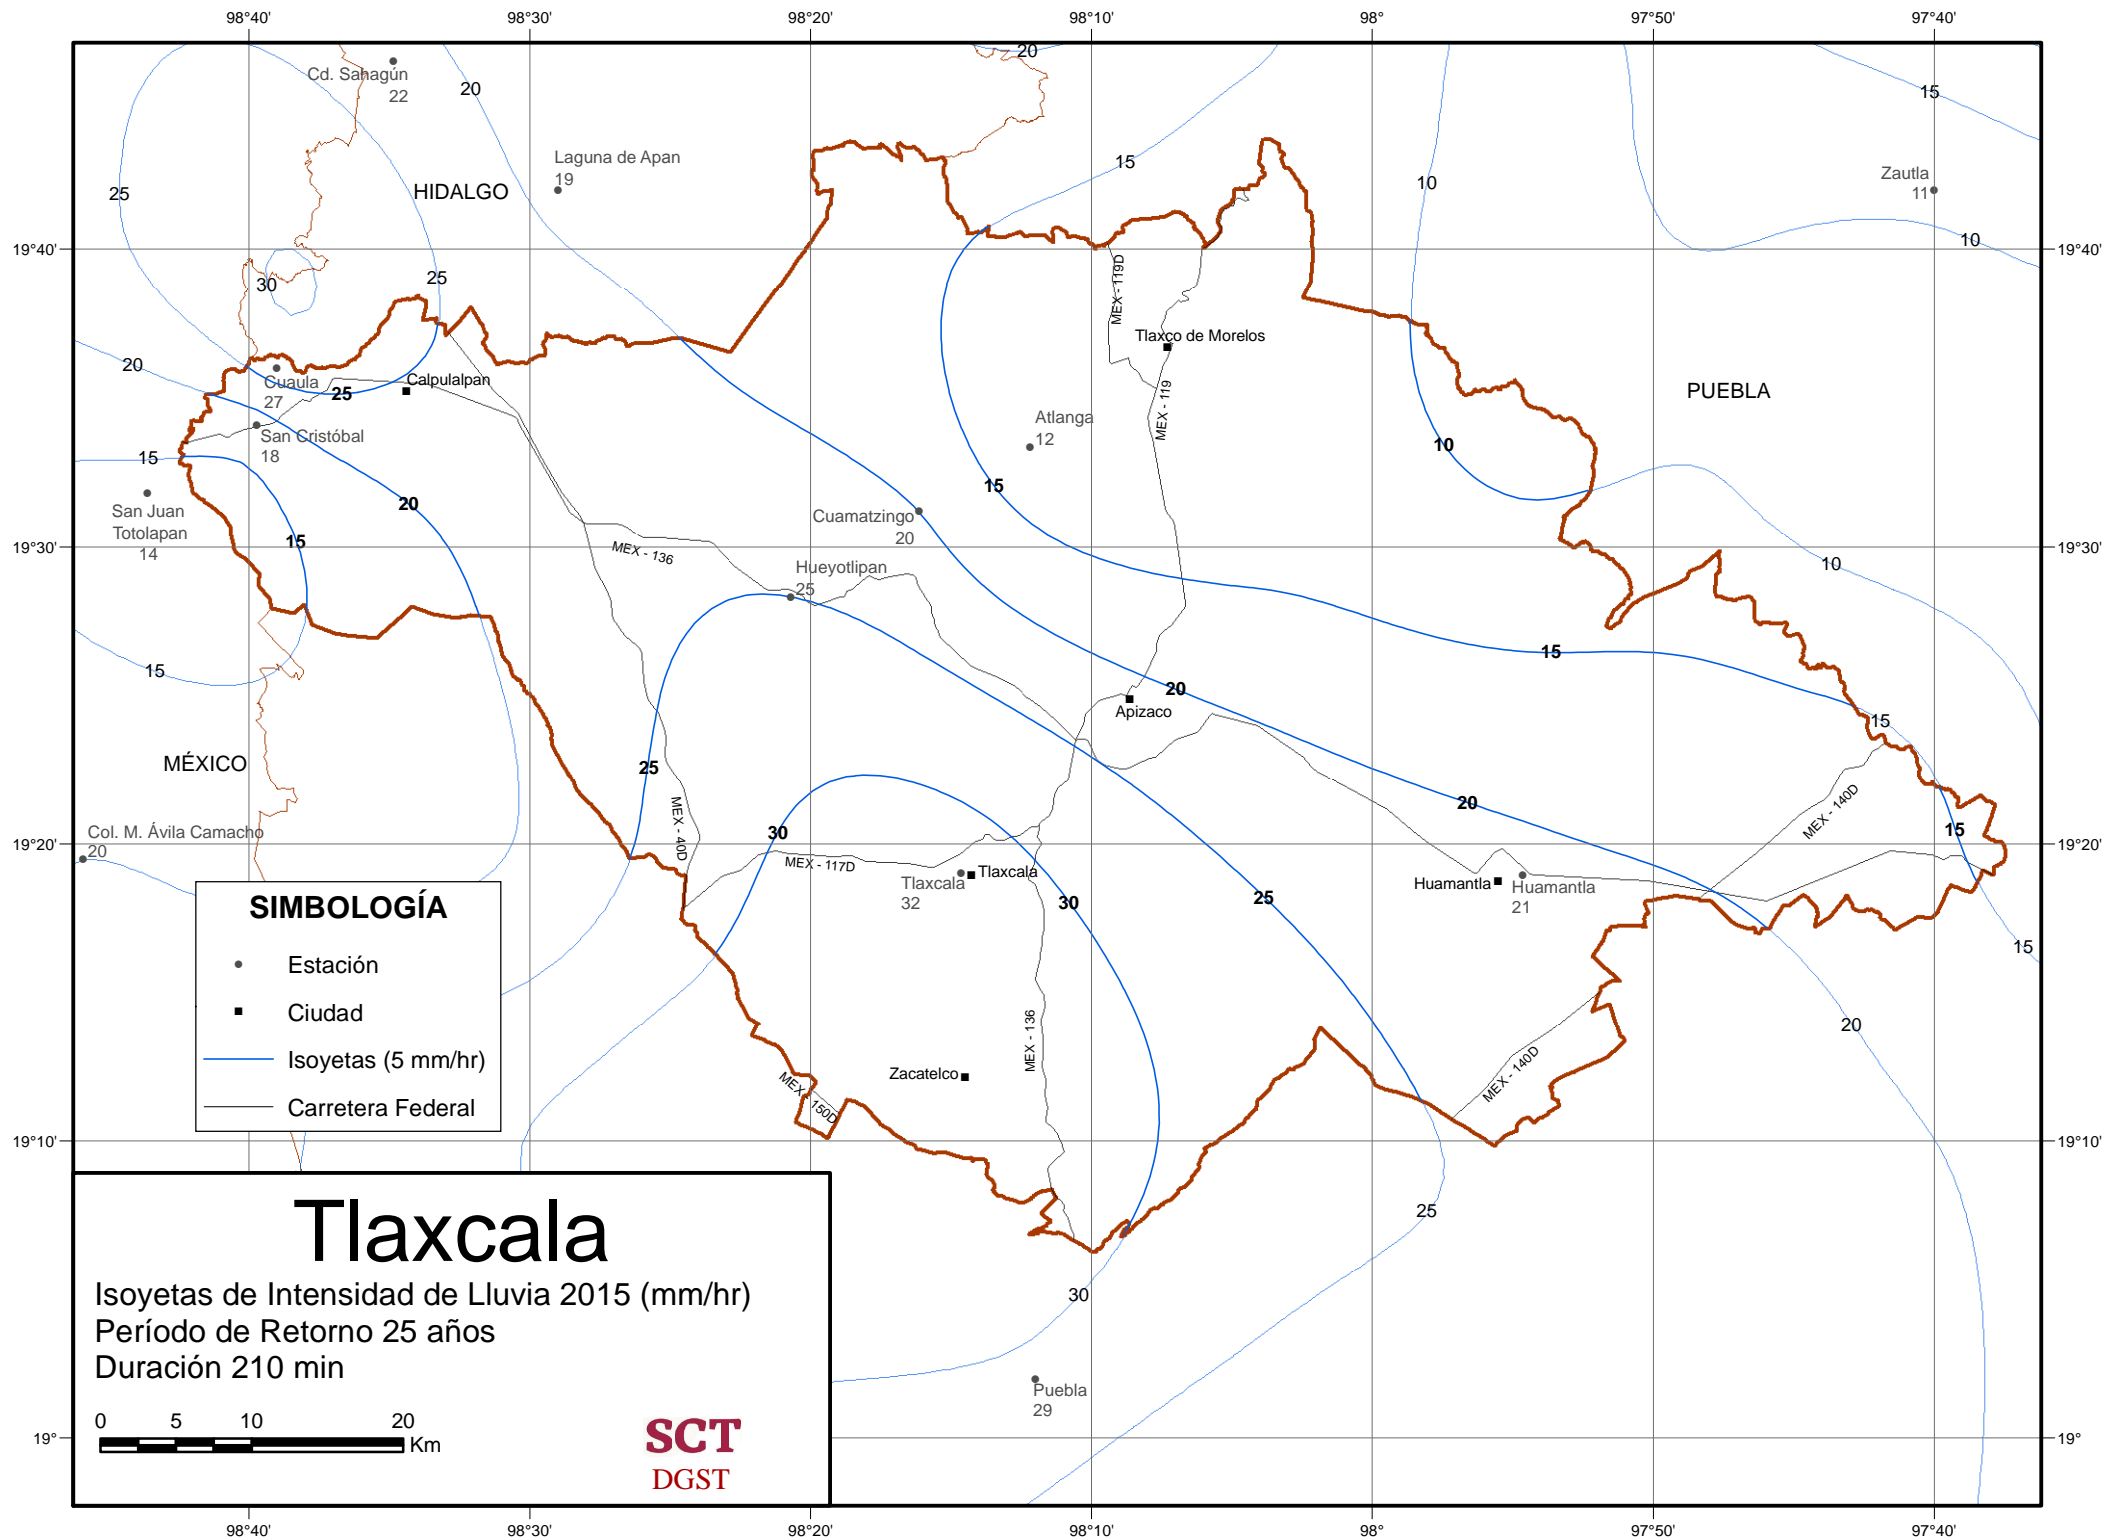 98°40' 98°30' 98°20' 98°10' 98° 97°50' 97°40'
20
Cd. Sahagún
22
20
15
Laguna de Apan
19
15
10
Zautla
11
25
HIDALGO
19°40' 10 19°40'
30
25
MEX - 119D
Tlaxco de Morelos
20
Cuaula
27
25
Calpulalpan
PUEBLA
MEX - 119
Atlanga
12
San Cristóbal
18
10
15
15
20
San Juan
Totolapan
14
Cuamatzingo
20
15
19°30' 19°30'
MEX - 136
Hueyotlipan
25
10
15
15
20
Apizaco
15
MÉXICO
25
20
MEX - 40D
MEX - 140D
30
15
Col. M. Ávila Camacho
20
19°20' 19°20'
MEX - 117D
Tlaxcala
32
Tlaxcala
30
25
Huamantla
Huamantla
21
15
20
SIMBOLOGÍA
Estación
Ciudad
Isoyetas (5 mm/hr)
Carretera Federal
MEX - 136
Zacatelco
MEX - 150D
MEX - 140D
19°10' 19°10'
25
30
Tlaxcala
Isoyetas de Intensidad de Lluvia 2015 (mm/hr)
Período de Retorno 25 años
Duración 210 min
Puebla
29
0 5 10 20
Km
SCT
DGST
19° 19°
98°40' 98°30' 98°20' 98°10' 98° 97°50' 97°40'